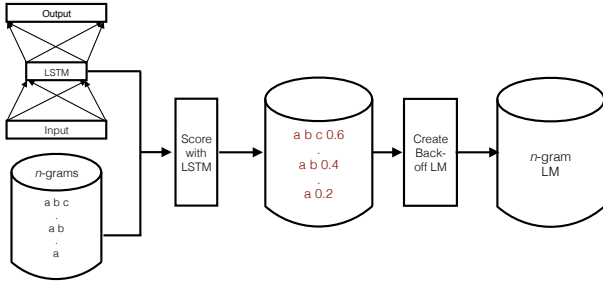 Output
LSTM
Input
n-grams
a b c
.
a b
.
a
Score
with
LSTM
a b c 0.6
.
a b 0.4
.
a 0.2
Create
Back-
off LM
n-gram
LM